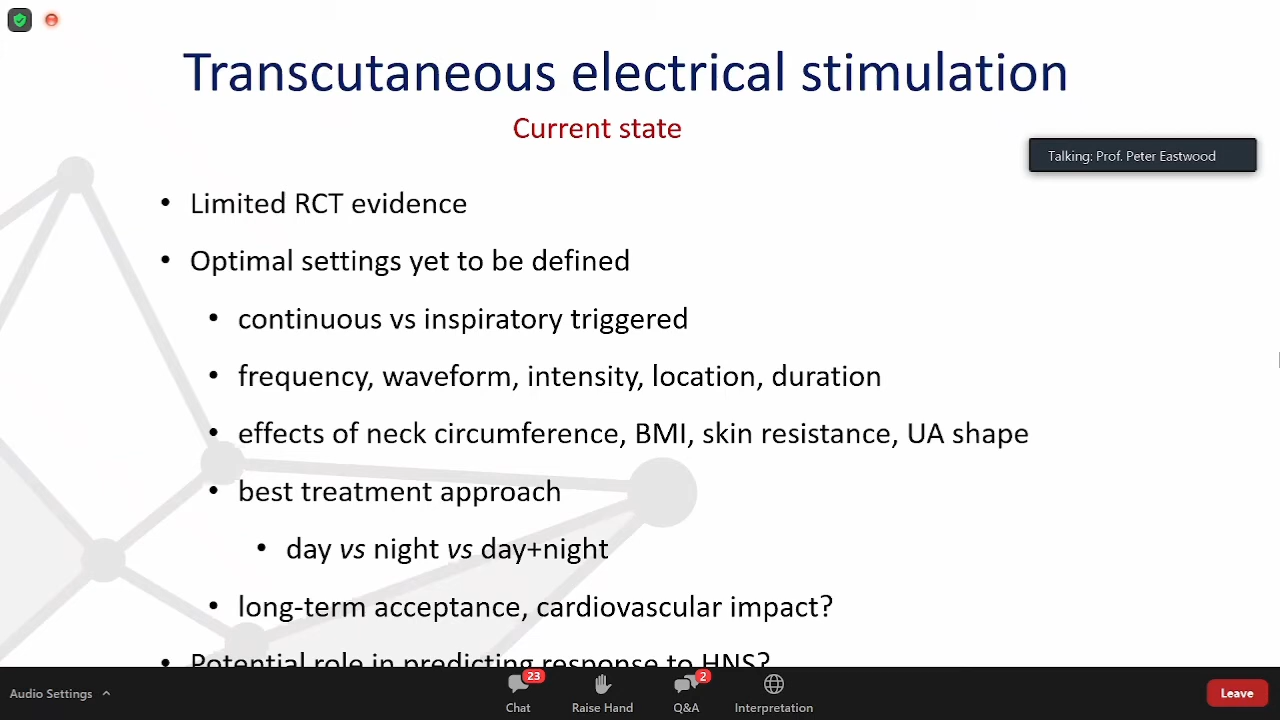 Transcutaneous electrical stimulation
Current state
Talking: Prof. Peter Eastwood
• Limited RCT evidence
• Optimal settings yet to be defined
• continuous vs inspiratory triggered
• frequency, waveform, intensity, location, duration
• effects of neck circumference, BMI, skin resistance, UA shape
• best treatment approach
• day vs night vs day+night
• long-term acceptance, cardiovascular impact?
• Potential role in predicting response to HNS?
Audio Settings
23
Chat
Raise Hand
2
Q&A
Interpretation
Leave